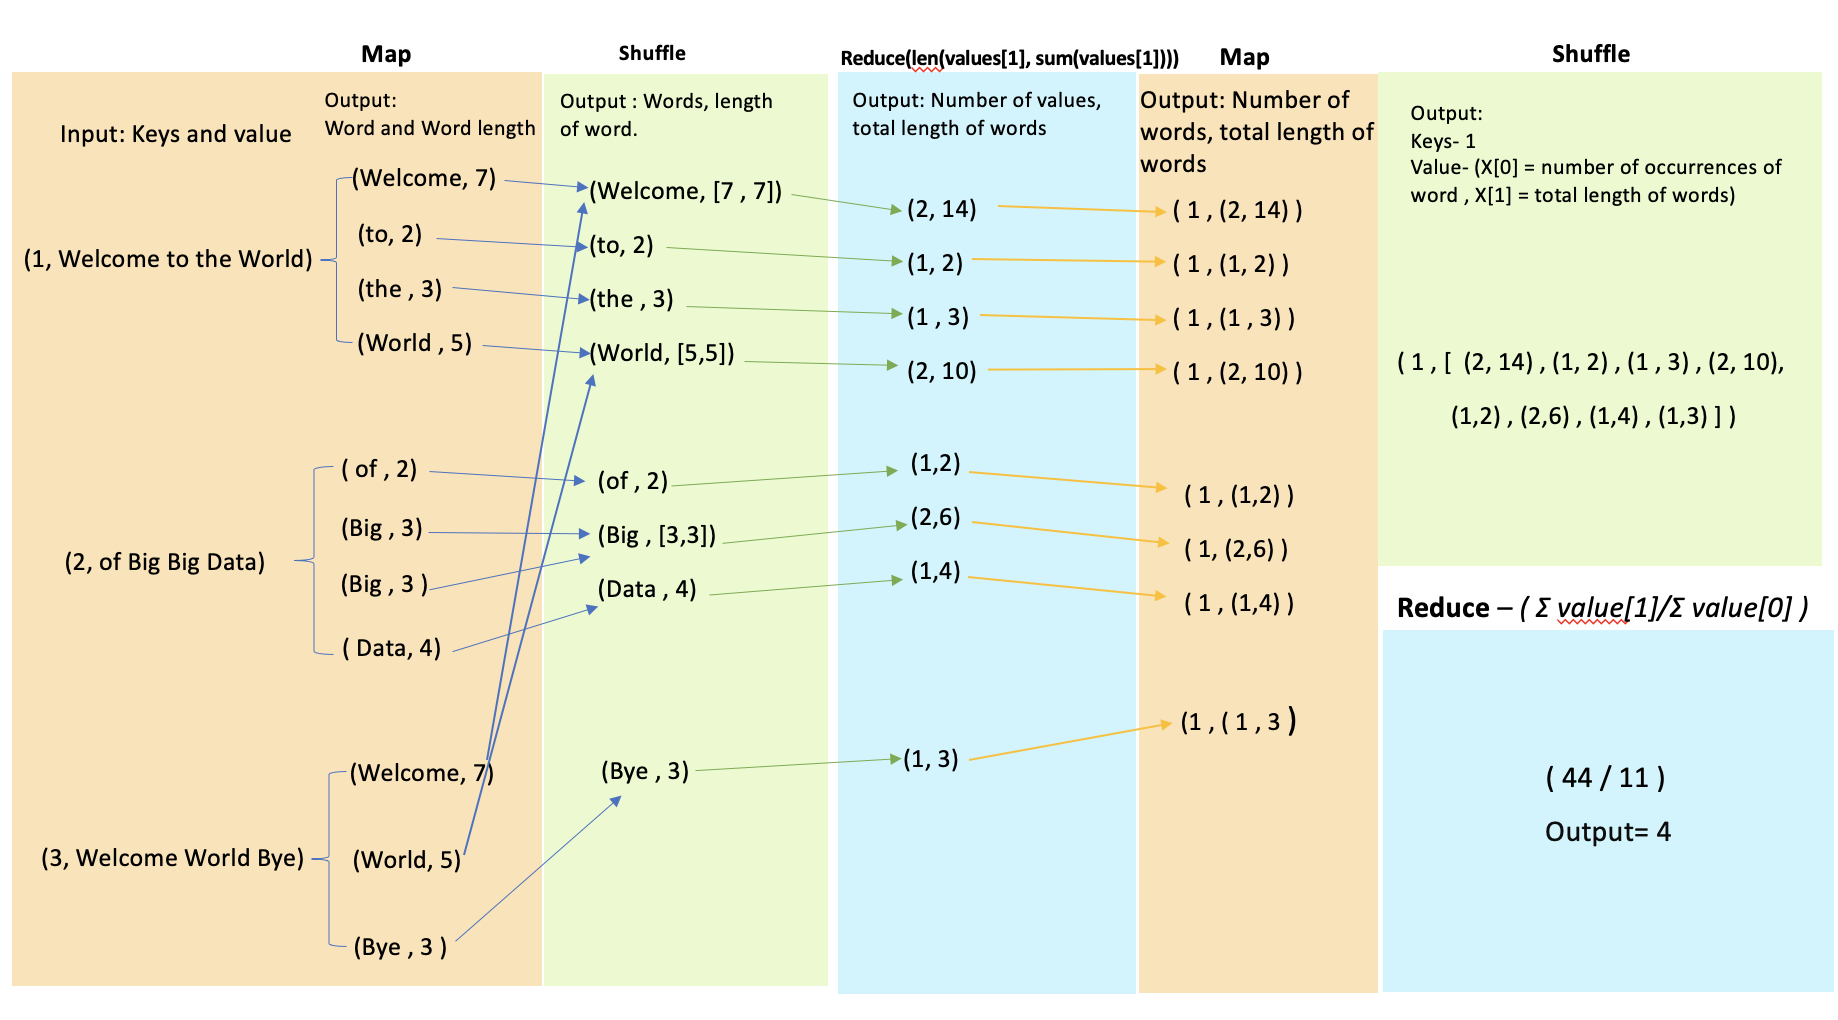 Map
Input: Keys and value
Output:
Word and Word length
(1, Welcome to the World)
(Welcome, 7)
(to, 2)
(the , 3)
(World , 5)
(2, of Big Big Data)
( of , 2)
(Big , 3)
(Big , 3 )
( Data, 4)
(3, Welcome World Bye)
(Welcome, 7)
(World, 5)
(Bye , 3 )
Shuffle
Output : Words, length
of word.
(Welcome, [7 , 7])
(to, 2)
(the , 3)
(World, [5,5])
(of , 2)
(Big , [3,3])
(Data , 4)
(Bye , 3)
Reduce(len(values[1], sum(values[1])))
Output: Number of values,
total length of words
(2, 14)
(1, 2)
(1 , 3)
(2, 10)
(1,2)
(2,6)
(1,4)
(1, 3)
Map
Output: Number of
words, total length of
words
( 1 , (2, 14) )
( 1 , (1, 2) )
( 1 , (1 , 3) )
( 1 , (2, 10) )
( 1 , (1,2) )
( 1, (2,6) )
( 1 , (1,4) )
(1 , ( 1 , 3 )
Shuffle
Output:
Keys- 1
Value- (X[0] = number of occurrences of
word , X[1] = total length of words)
( 1 , [ (2, 14) , (1, 2) , (1 , 3) , (2, 10),
(1,2) , (2,6) , (1,4) , (1,3) ] )
Reduce – ( Σ value[1]/Σ value[0] )
( 44 / 11 )
Output= 4